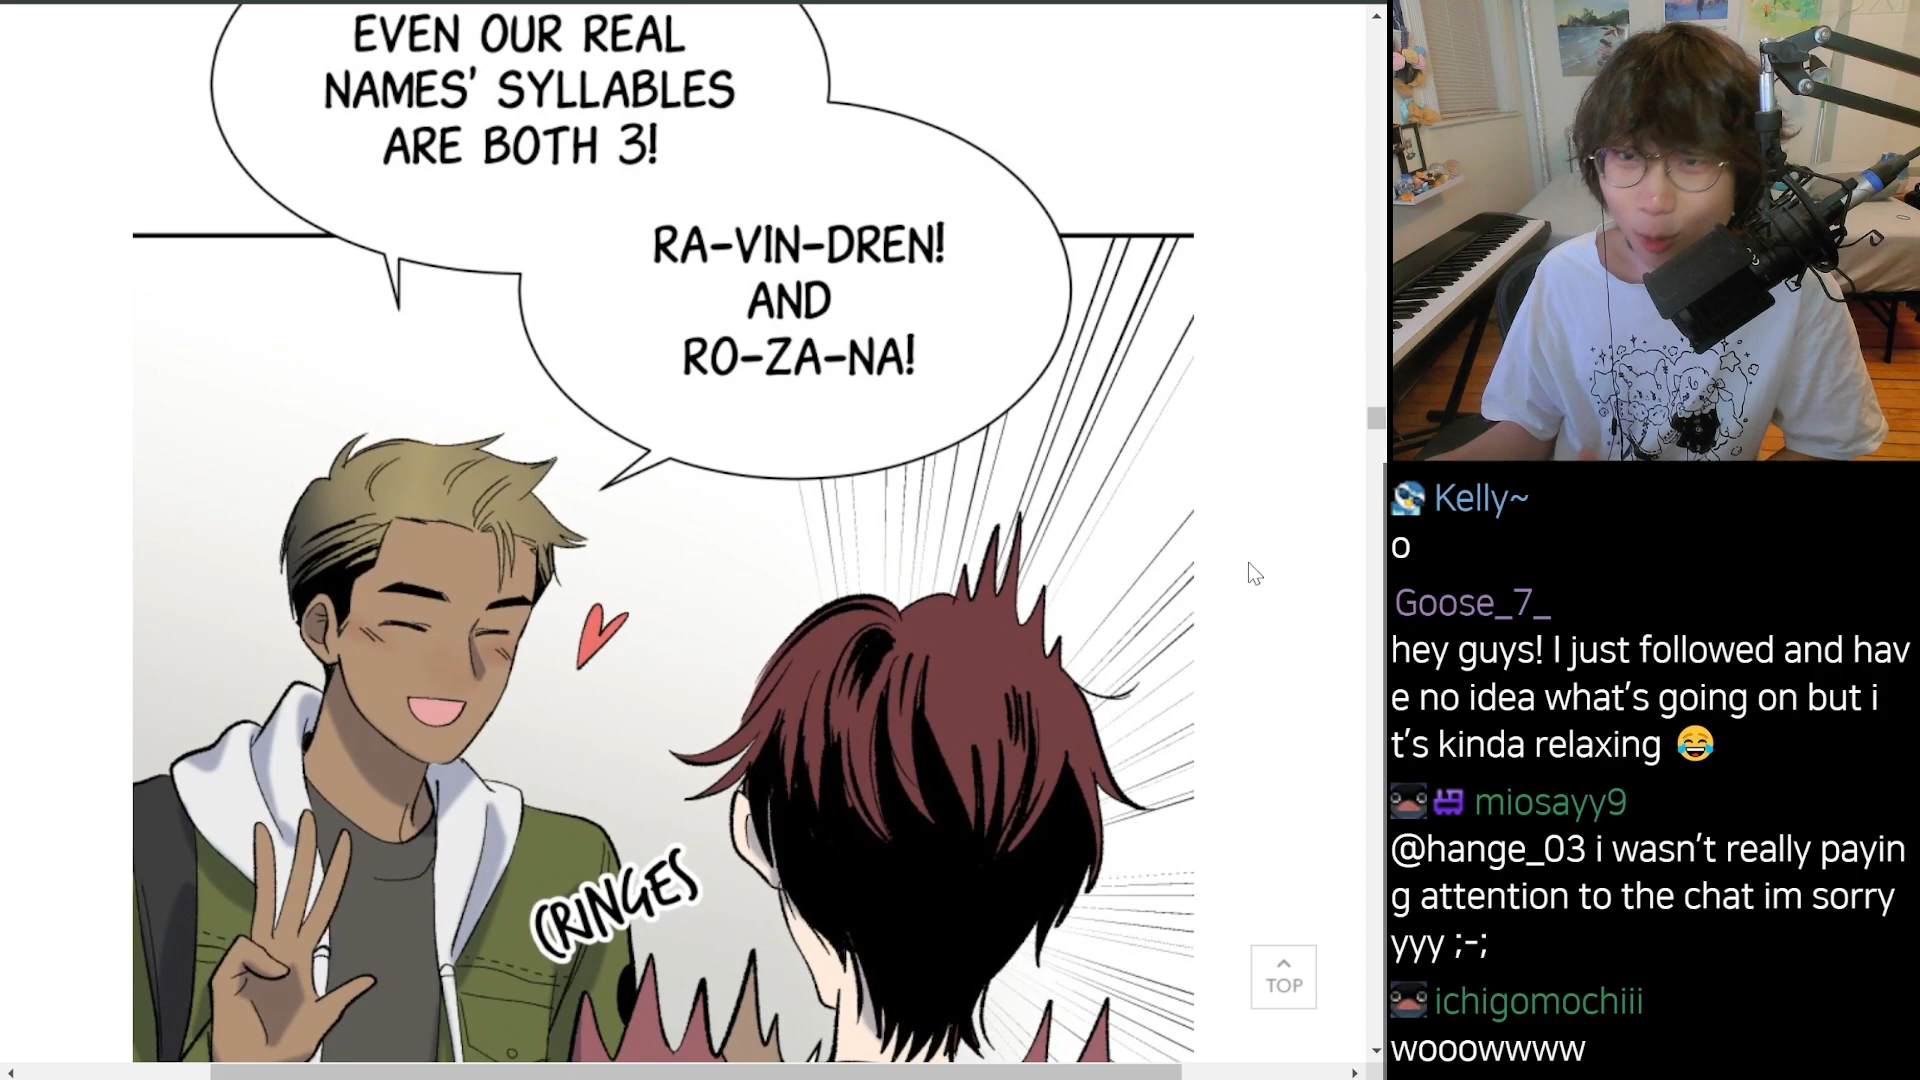 EVEN OUR REAL
NAMES' SYLLABLES
ARE BOTH 3!
RA-VIN-DREN!
AND
RO-ZA-NA!
CRINGES
TOP
Kelly~
o
Goose_7_
hey guys! I just followed and hav
e no idea what's going on but i
t's kinda relaxing 😂
miosayy9
@hange_03 i wasn't really payin
g attention to the chat im sorry
yyy ;-;
ichigomochiii
wooowwww